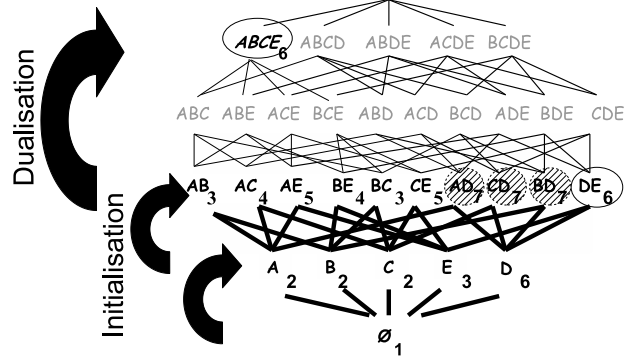 Dualisation
Initialisation
ABCE6 ABCD ABDE ACDE BCDE
ABC ABE ACE BCE ABD ACD BCD ADE BDE CDE
AB3 AC4 AE5 BE4 BC3 CE5 AD7 CD7 BD7 DE6
A2 B2 C2 E3 D6
Ø1